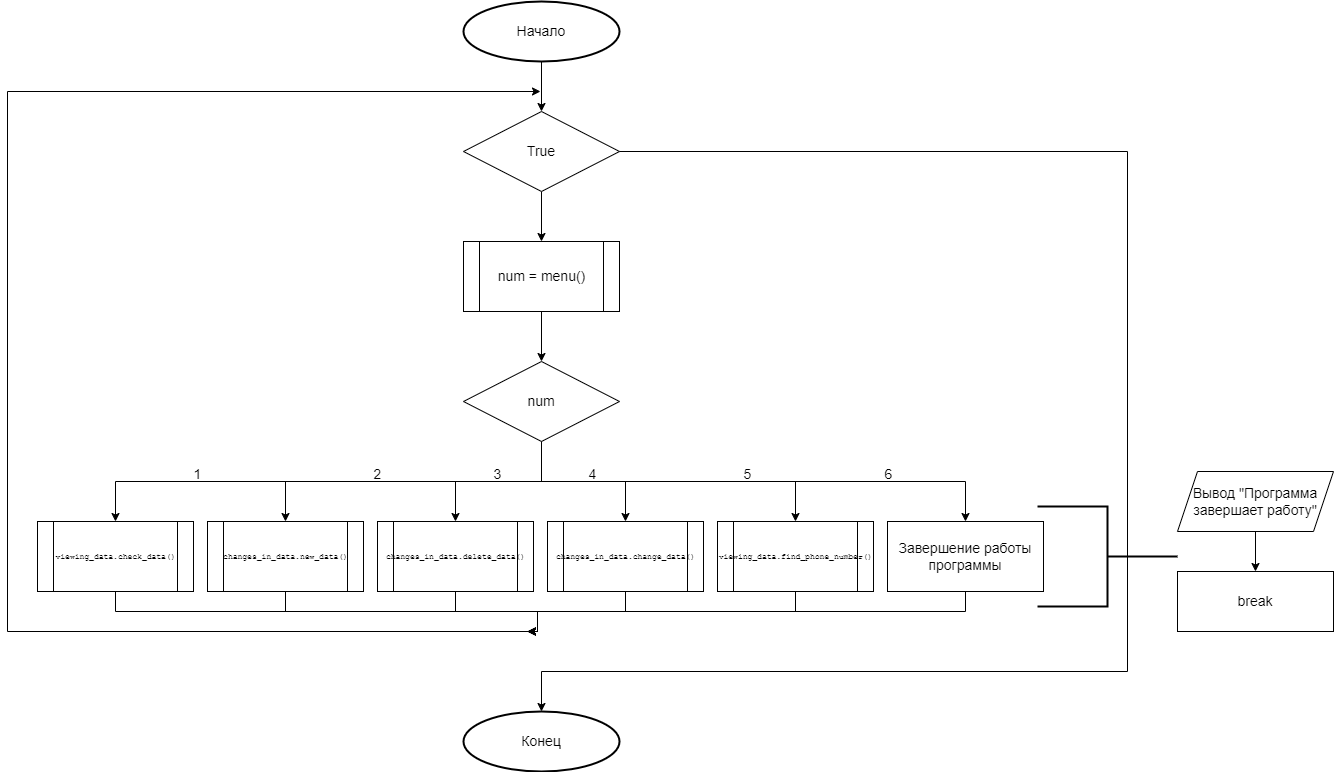 Начало
True
num = menu()
num
1
2
3
4
5
6
viewing_data.check_data()
changes_in_data.new_data()
changes_in_data.delete_data()
changes_in_data.change_data()
viewing_data.find_phone_number()
Завершение работы
программы
Вывод "Программа
завершает работу"
break
Конец